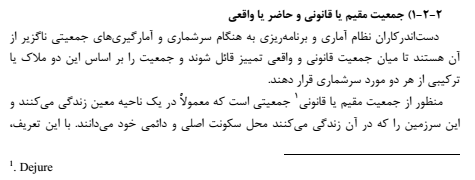 ۱-۲-۲) جمعیت مقیم یا قانونی و حاضر یا واقعی
دست‌اندرکاران نظام آماری و برنامه‌ریزی به هنگام سرشماری و آمارگیری‌های جمعیتی ناگزیر از
آن هستند تا میان جمعیت قانونی و واقعی تمییز قائل شوند و جمعیت را بر اساس این دو ملاک یا
ترکیبی از هر دو مورد سرشماری قرار دهند.
منظور از جمعیت مقیم یا قانونی¹ جمعیتی است که معمولاً در یک ناحیه معین زندگی می‌کنند و
این سرزمین را که در آن زندگی می‌کنند محل سکونت اصلی و دائمی خود می‌دانند. با این تعریف،
¹. Dejure